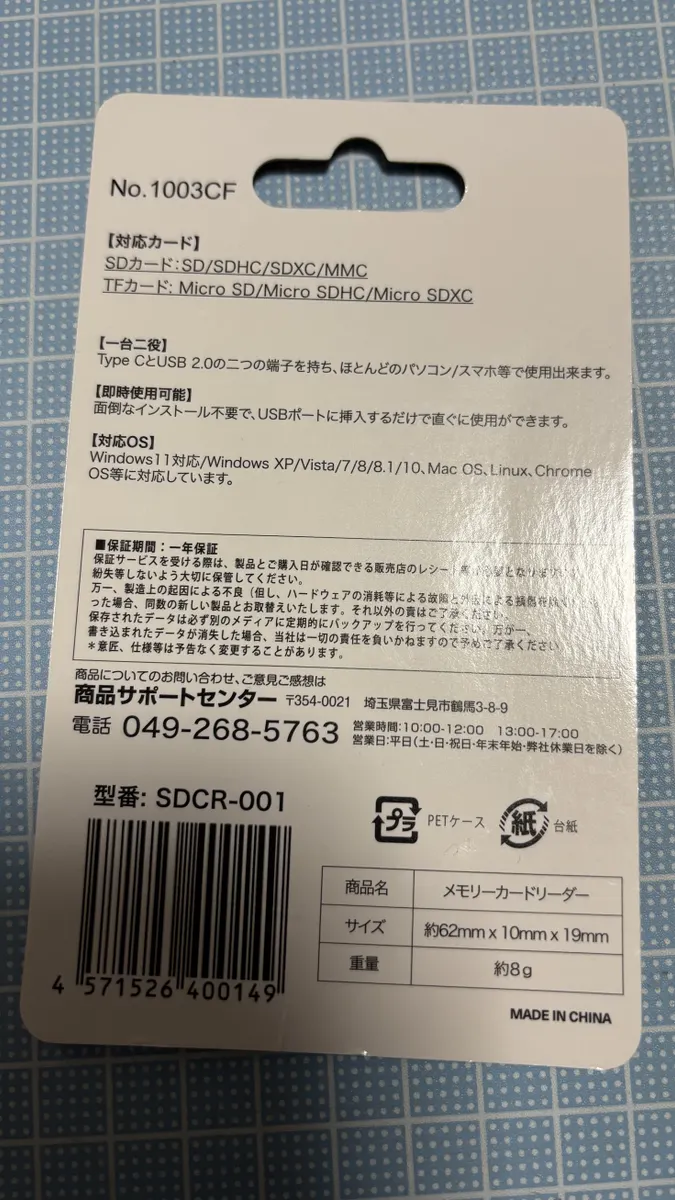 No.1003CF
【対応カード】
SDカード:SD/SDHC/SDXC/MMC
TFカード: Micro SD/Micro SDHC/Micro SDXC
【一台二役】
Type CとUSB 2.0の二つの端子を持ち、ほとんどのパソコン/スマホ等で使用出来ます。
【即時使用可能】
面倒なインストール不要で、USBポートに挿入するだけで直ぐに使用ができます。
【対応OS】
Windows11対応/Windows XP/Vista/7/8/8.1/10、Mac OS、Linux、Chrome
OS等に対応しています。
■保証期間：一年保証
保証サービスを受ける際は、製品とご購入日が確認できる販売店のレシート
紛失等しないよう大切に保管してください。
万一、製造上の起因による不良（但し、ハードウェアの消耗等による故障と外因による損傷を除く
った場合、同数の新しい製品とお取替えいたします。それ以外の責はご了承ください。
保存されたデータは必ず別のメディアに定期的にバックアップを行ってください。万が一、
書き込まれたデータが消失した場合、当社は一切の責任を負いかねますので予めご了承ください
＊意匠、仕様等は予告なく変更することがあります。
商品についてのお問い合わせ、ご意見ご感想は
商品サポートセンター 〒354-0021 埼玉県富士見市鶴馬3-8-9
電話 049-268-5763 営業時間:10:00-12:00 13:00-17:00
営業日:平日(土・日・祝日・年末年始・弊社休業日を除く)
型番: SDCR-001
プラ PETケース 紙 台紙
商品名 メモリーカードリーダー
サイズ 約62mm x 10mm x 19mm
重量 約8g
4 571526 400149
MADE IN CHINA